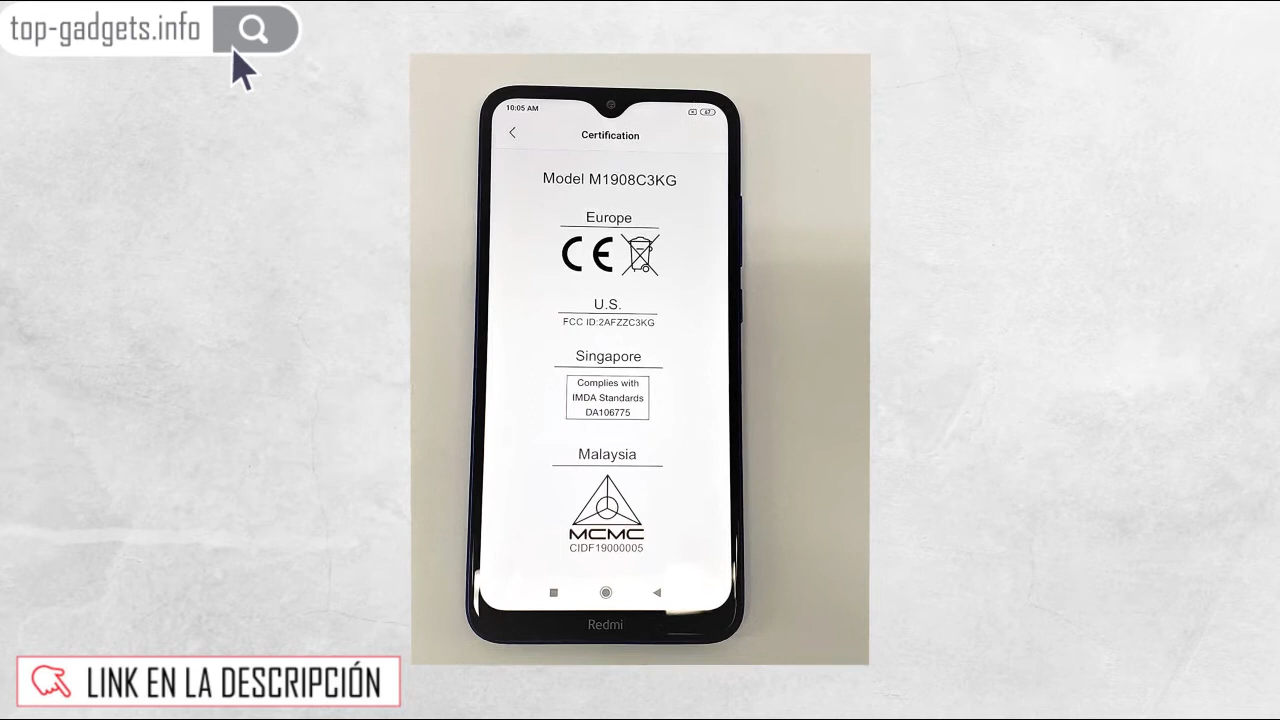 top-gadgets.info
10:05 AM
67
Certification
Model M1908C3KG
Europe
CE
U.S.
FCC ID:2AFZZC3KG
Singapore
Complies with
IMDA Standards
DA106775
Malaysia
MCMC
CIDF19000005
Redmi
LINK EN LA DESCRIPCIÓN